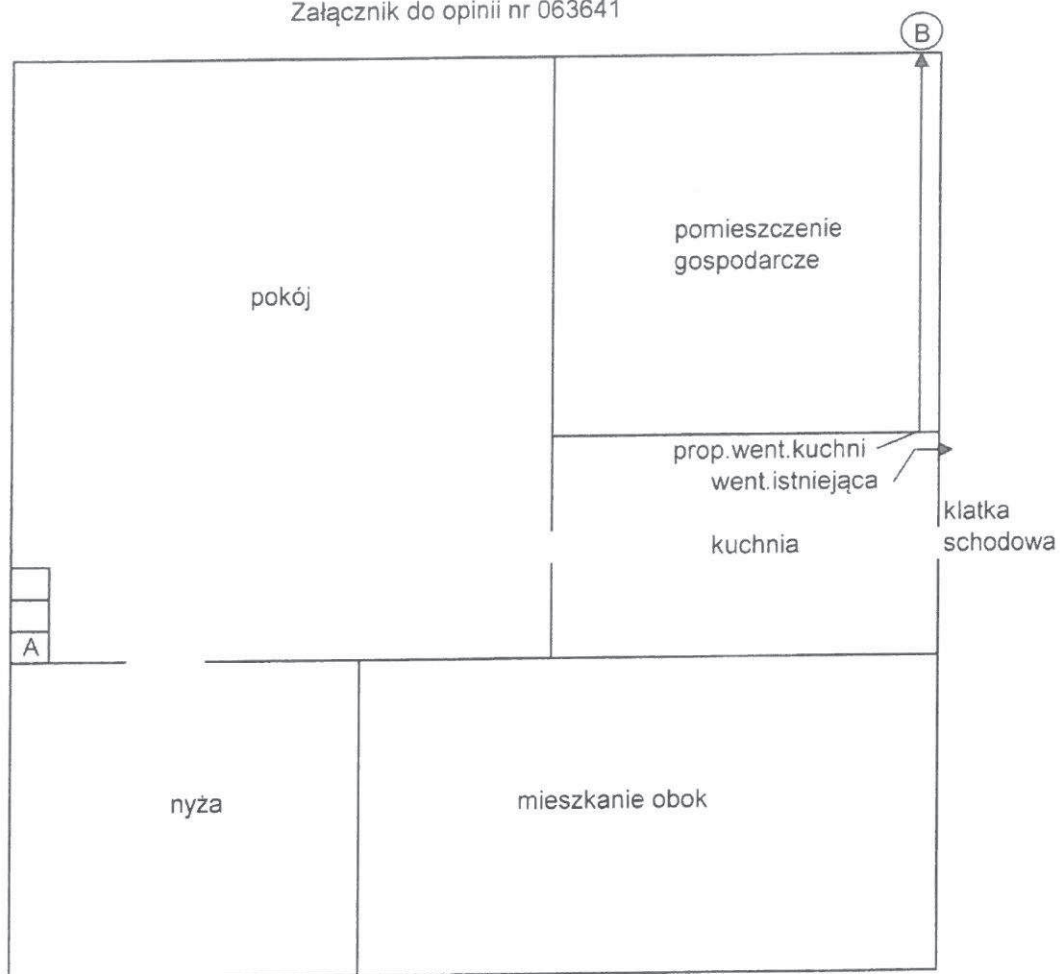 Załącznik do opinii nr 063641
B
pomieszczenie
gospodarcze
pokój
prop.went.kuchni
went.istniejąca
klatka
schodowa
kuchnia
A
nyża
mieszkanie obok